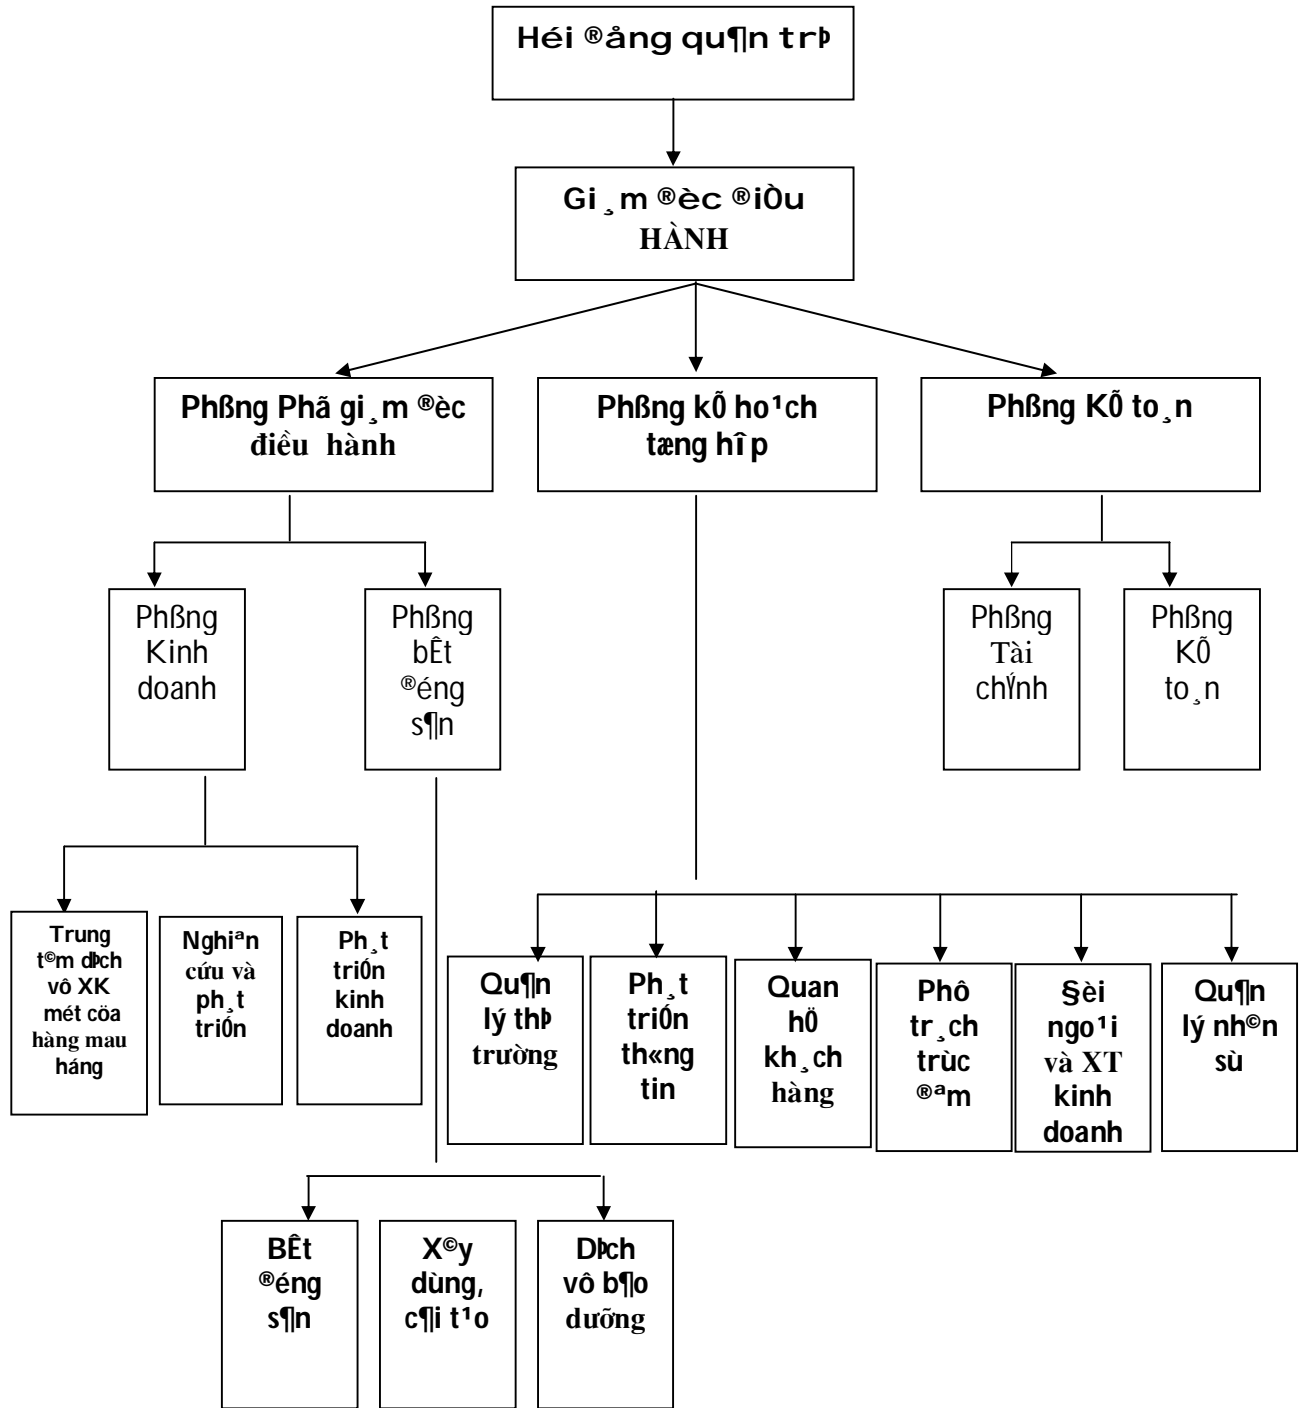 Héi ®ång qu¶n trÞ
Gi¸m ®èc ®iÒu
HÀNH
Phßng Phã gi¸m ®èc
điều hành
Phßng kÕ ho¹ch
tæng hîp
Phßng KÕ to¸n
Phßng
Kinh
doanh
Phßng
bÊt
®éng
s¶n
Phßng
Tài
chÝnh
Phßng
KÕ
to¸n
Trung
t©m dÞch
vô XK
mét cöa
hàng mau
háng
Nghiªn
cứu và
ph¸t
triÓn
Ph¸t
triÓn
kinh
doanh
Qu¶n
lý thÞ
trường
Ph¸t
triÓn
th«ng
tin
Quan
hÖ
kh¸ch
hàng
Phô
tr¸ch
trùc
®ªm
§èi
ngo¹i
và XT
kinh
doanh
Qu¶n
lý nh©n
sù
BÊt
®éng
s¶n
X©y
dùng,
c¶i t¹o
DÞch
vô b¶o
dưỡng